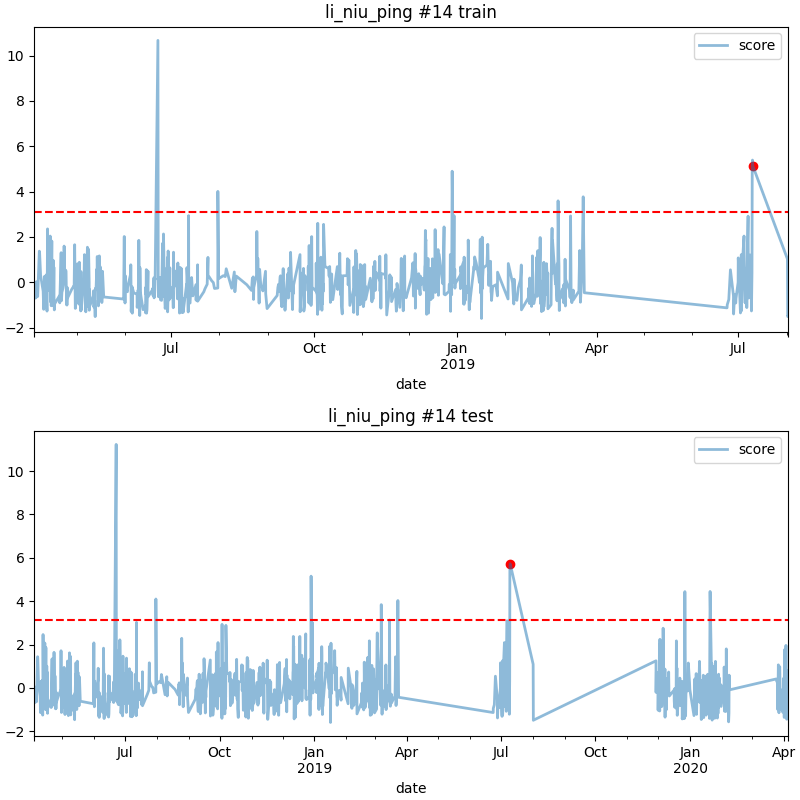 li_niu_ping #14 train
score
10
8
6
4
2
0
−2
Jul
Oct
Jan
2019
Apr
Jul
date
li_niu_ping #14 test
score
10
8
6
4
2
0
−2
Jul
Oct
Jan
2019
Apr
Jul
Oct
Jan
2020
Apr
date